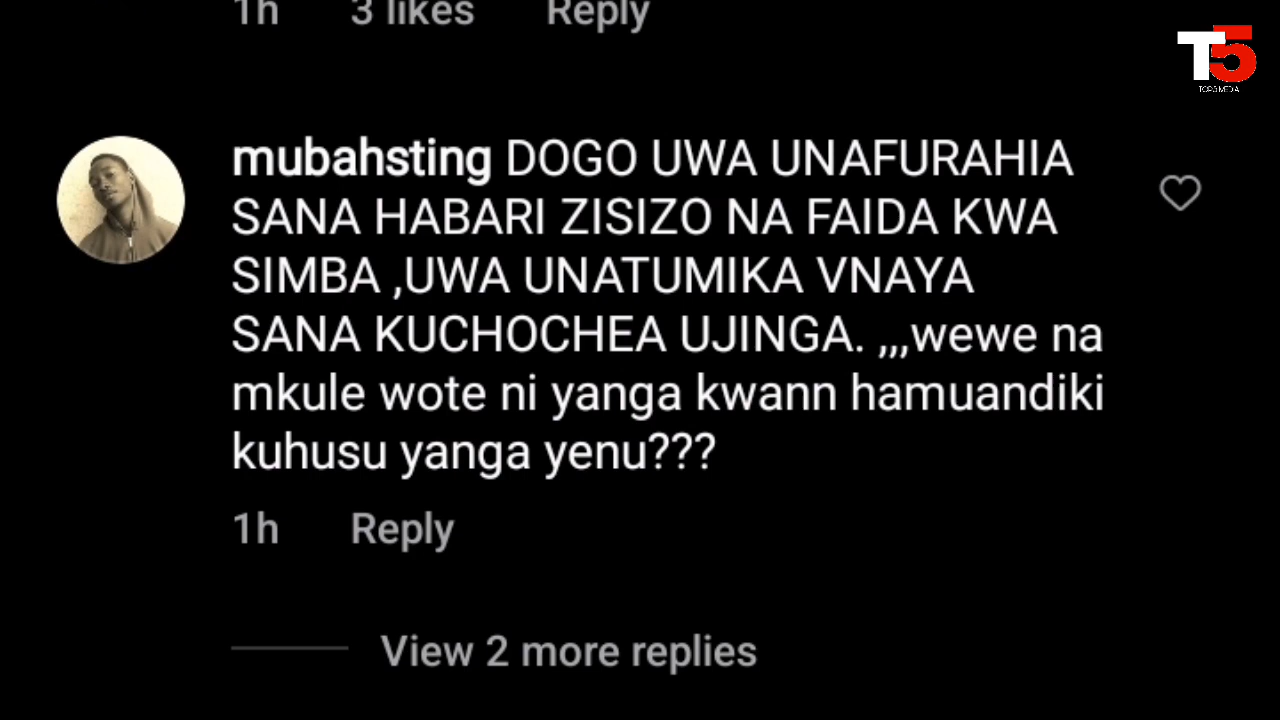 1h 3 likes Reply
T5
TOP5 MEDIA
mubahsting DOGO UWA UNAFURAHIA
SANA HABARI ZISIZO NA FAIDA KWA
SIMBA ,UWA UNATUMIKA VNAYA
SANA KUCHOCHEA UJINGA. ,,,wewe na
mkule wote ni yanga kwann hamuandiki
kuhusu yanga yenu???
1h Reply
View 2 more replies